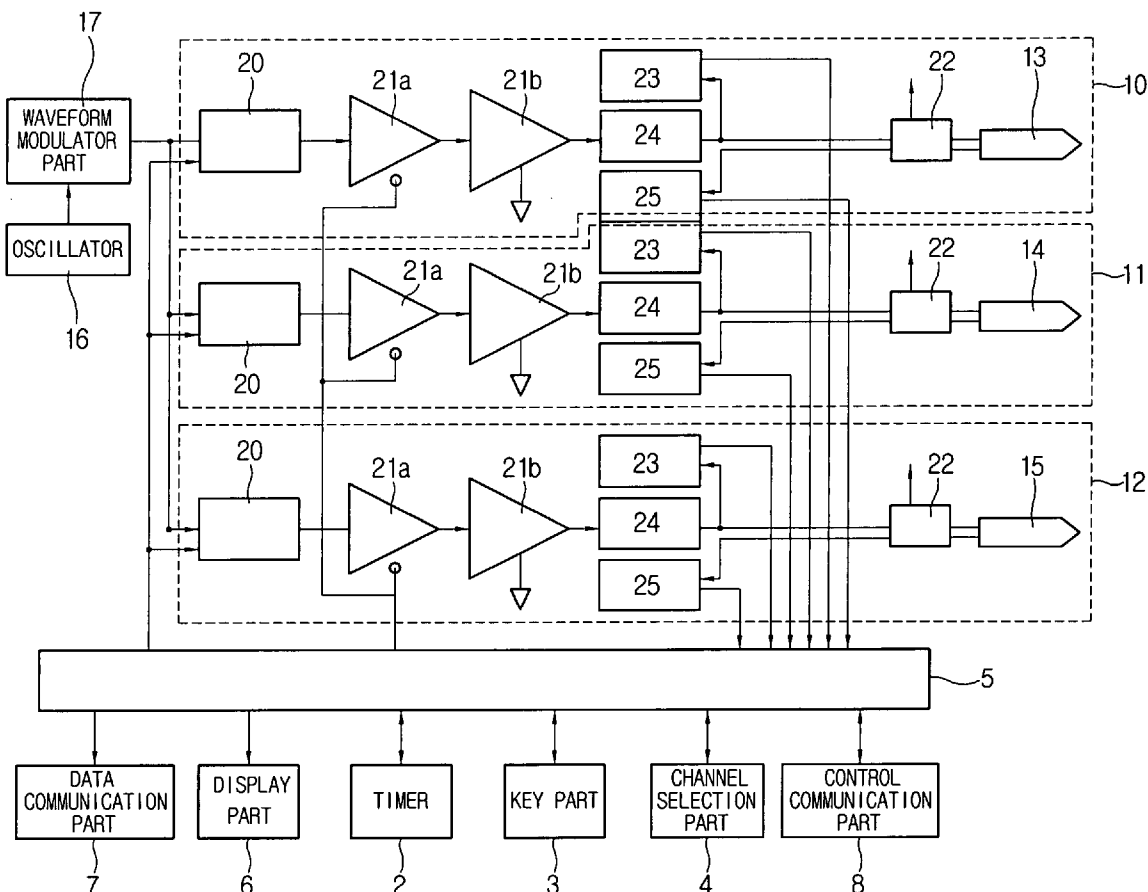 17
20
21a
21b
23
22
13
10
WAVEFORM
MODULATOR
PART
24
25
OSCILLATOR
16
20
21a
21b
23
22
14
11
24
25
20
21a
21b
23
22
15
12
24
25
5
DATA
COMMUNICATION
PART
DISPLAY
PART
TIMER
KEY PART
CHANNEL
SELECTION
PART
CONTROL
COMMUNICATION
PART
7
6
2
3
4
8